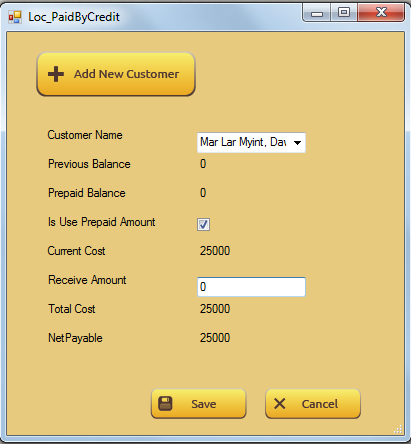 Loc_PaidByCredit
Add New Customer
Customer Name Mar Lar Myint,
Previous Balance 0
Prepaid Balance 0
Is Use Prepaid Amount
Current Cost 25000
Receive Amount 0
Total Cost 25000
NetPayable 25000
Save Cancel